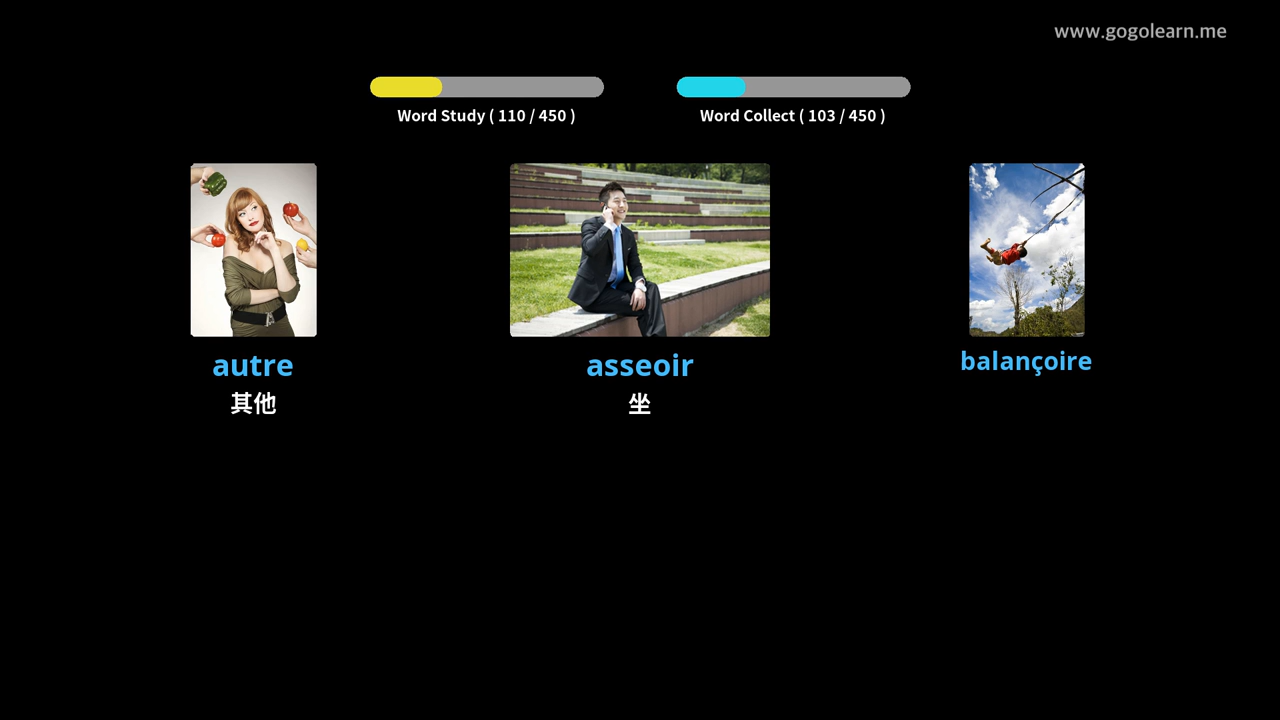 www.gogolearn.me
Word Study ( 110 / 450 )
Word Collect ( 103 / 450 )
autre
其他
asseoir
坐
balançoire